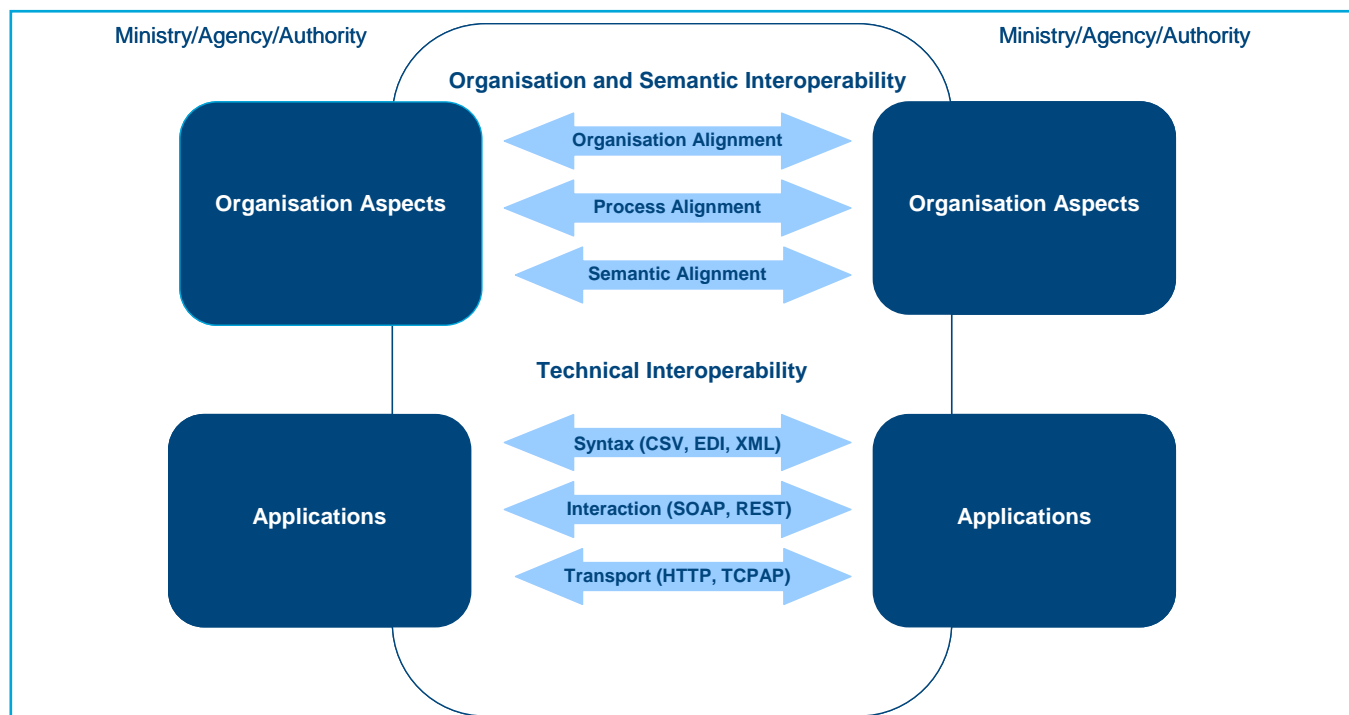 Ministry/Agency/Authority
Ministry/Agency/Authority
Organisation and Semantic Interoperability
Organisation Aspects
Organisation Alignment
Process Alignment
Semantic Alignment
Organisation Aspects
Technical Interoperability
Applications
Syntax (CSV, EDI, XML)
Interaction (SOAP, REST)
Transport (HTTP, TCPAP)
Applications